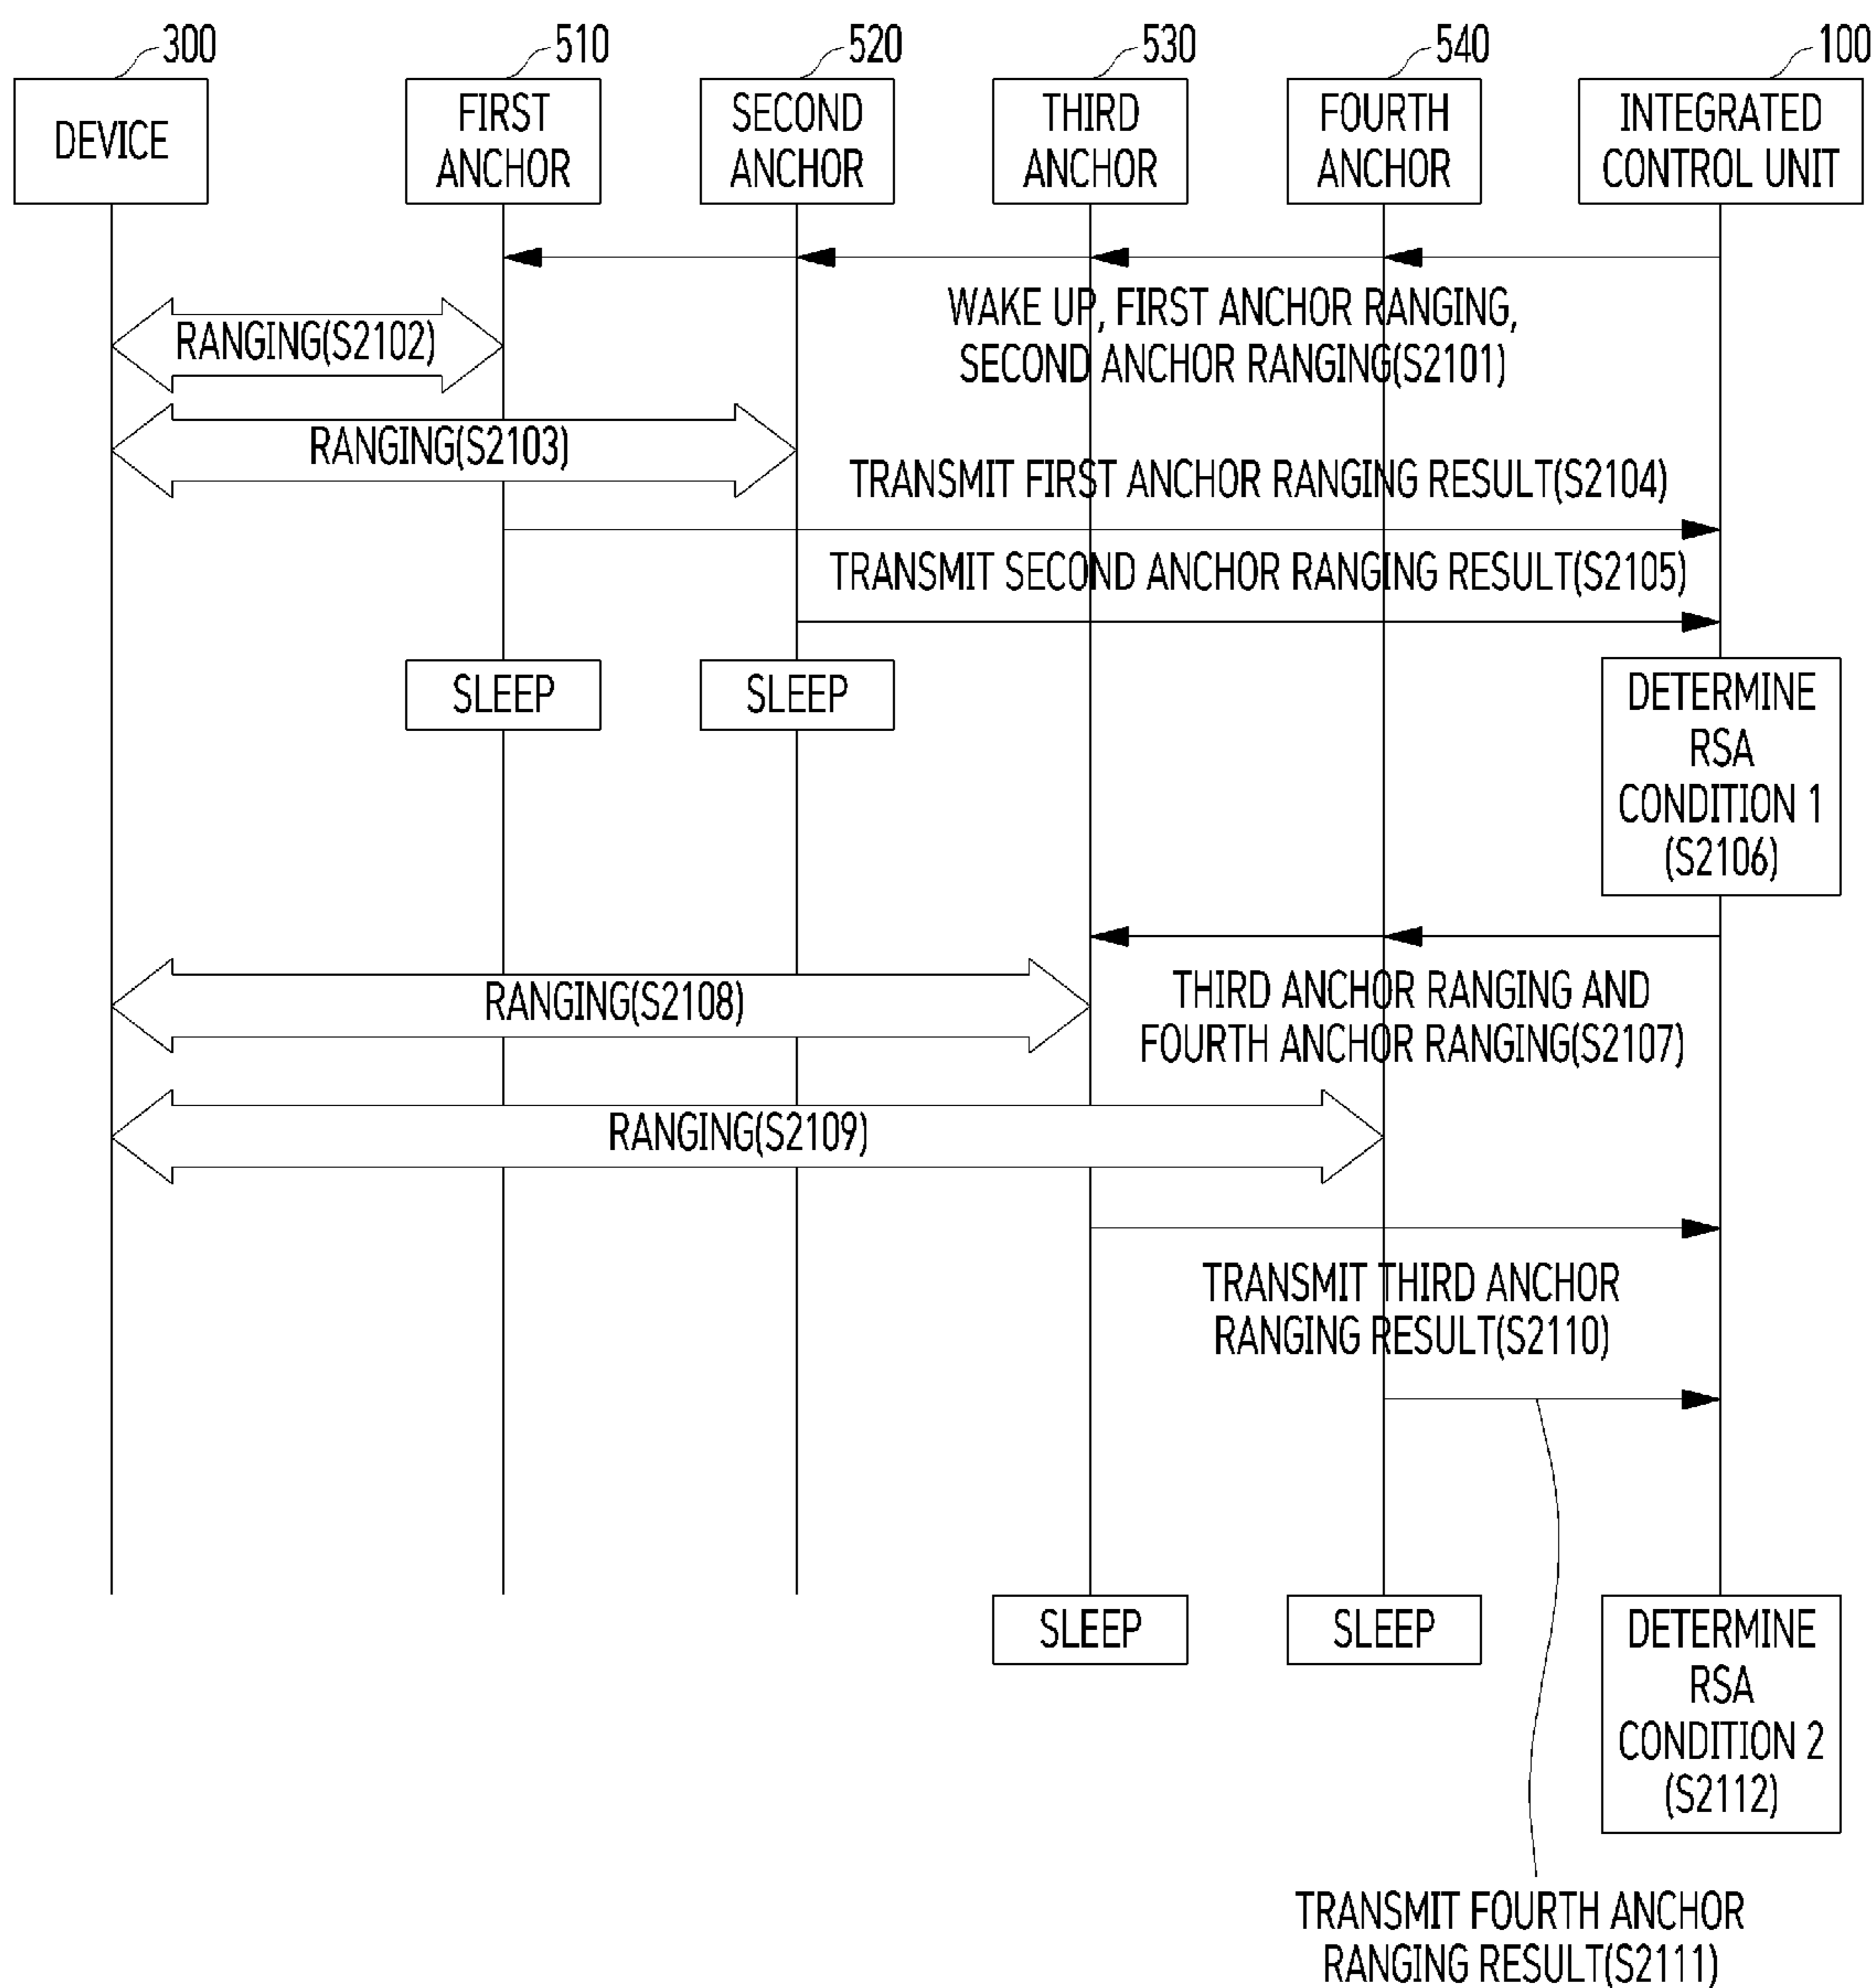 300
510
520
530
540
100
DEVICE
FIRST
ANCHOR
SECOND
ANCHOR
THIRD
ANCHOR
FOURTH
ANCHOR
INTEGRATED
CONTROL UNIT
WAKE UP, FIRST ANCHOR RANGING,
SECOND ANCHOR RANGING(S2101)
RANGING(S2102)
RANGING(S2103)
TRANSMIT FIRST ANCHOR RANGING RESULT(S2104)
TRANSMIT SECOND ANCHOR RANGING RESULT(S2105)
SLEEP
SLEEP
DETERMINE
RSA
CONDITION 1
(S2106)
THIRD ANCHOR RANGING AND
FOURTH ANCHOR RANGING(S2107)
RANGING(S2108)
RANGING(S2109)
TRANSMIT THIRD ANCHOR
RANGING RESULT(S2110)
SLEEP
SLEEP
DETERMINE
RSA
CONDITION 2
(S2112)
TRANSMIT FOURTH ANCHOR
RANGING RESULT(S2111)